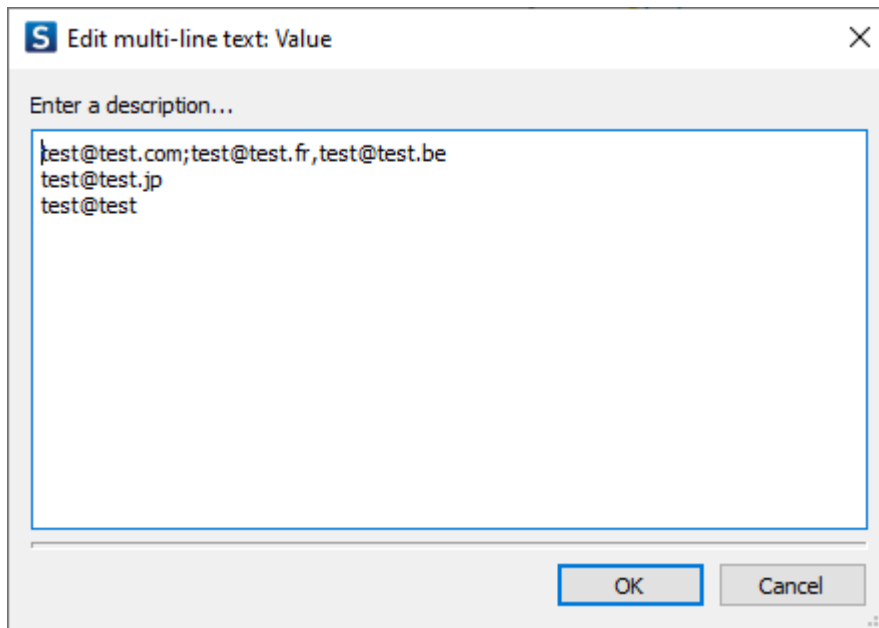 S Edit multi-line text: Value
Enter a description...
test@test.com;test@test.fr,test@test.be
test@test.jp
test@test
OK Cancel